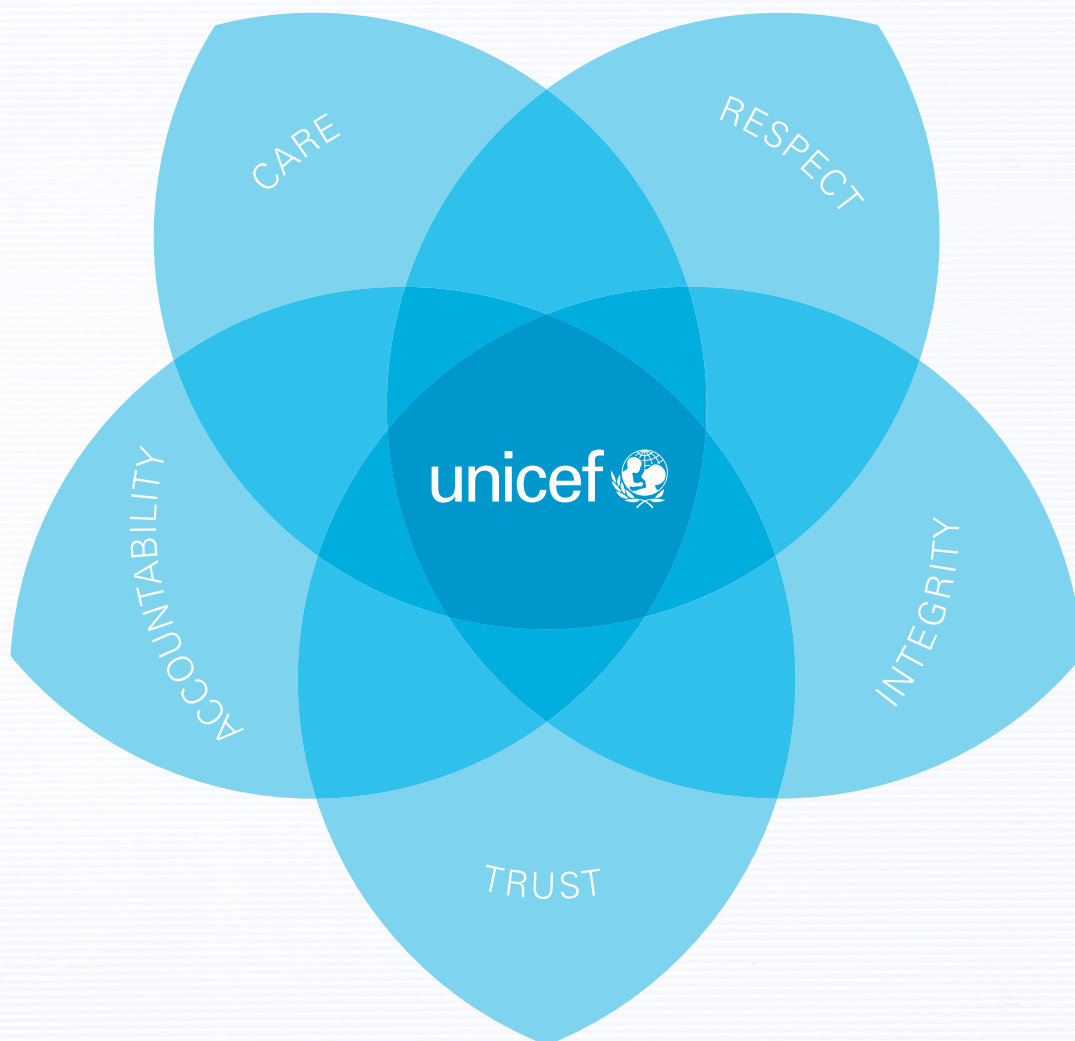 CARE
RESPECT
unicef
ACCOUNTABILITY
INTEGRITY
TRUST